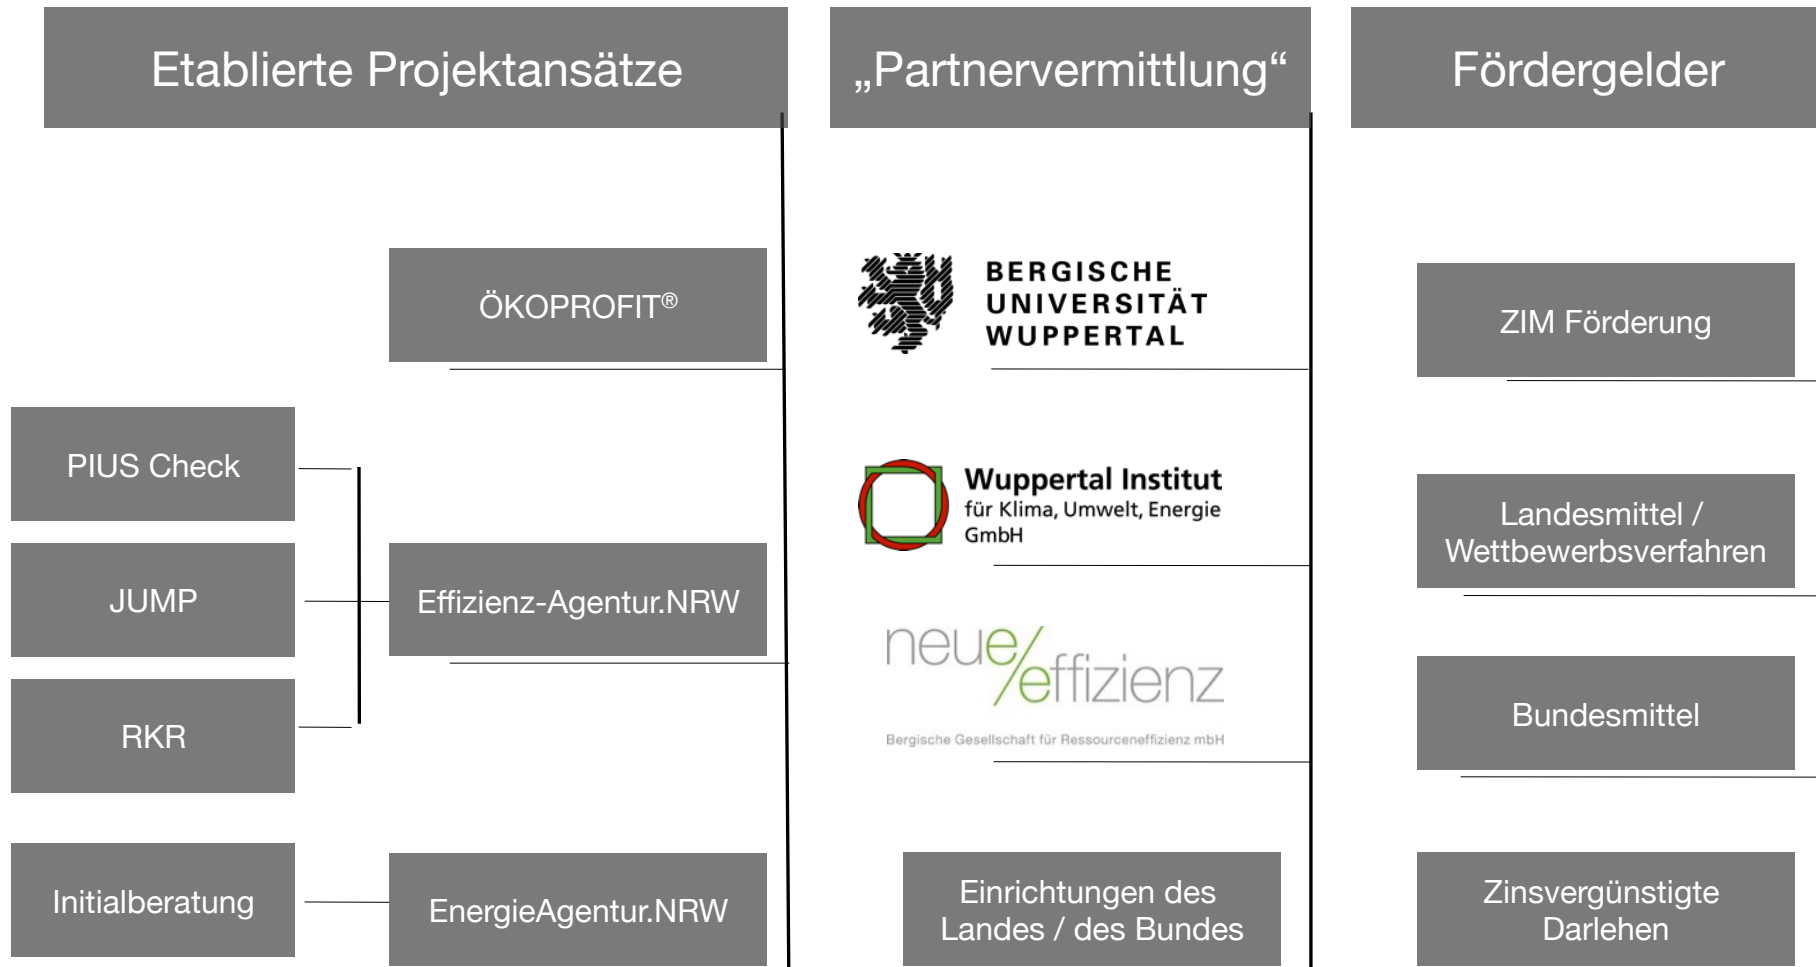 Etablierte Projektansätze
„Partnervermittlung“
Fördergelder
ÖKOPROFIT®
PIUS Check
JUMP
Effizienz-Agentur.NRW
RKR
Initialberatung
EnergieAgentur.NRW
BERGISCHE
UNIVERSITÄT
WUPPERTAL
Wuppertal Institut
für Klima, Umwelt, Energie
GmbH
neue/effizienz
Bergische Gesellschaft für Ressourceneffizienz mbH
Einrichtungen des
Landes / des Bundes
ZIM Förderung
Landesmittel /
Wettbewerbsverfahren
Bundesmittel
Zinsvergünstigte
Darlehen